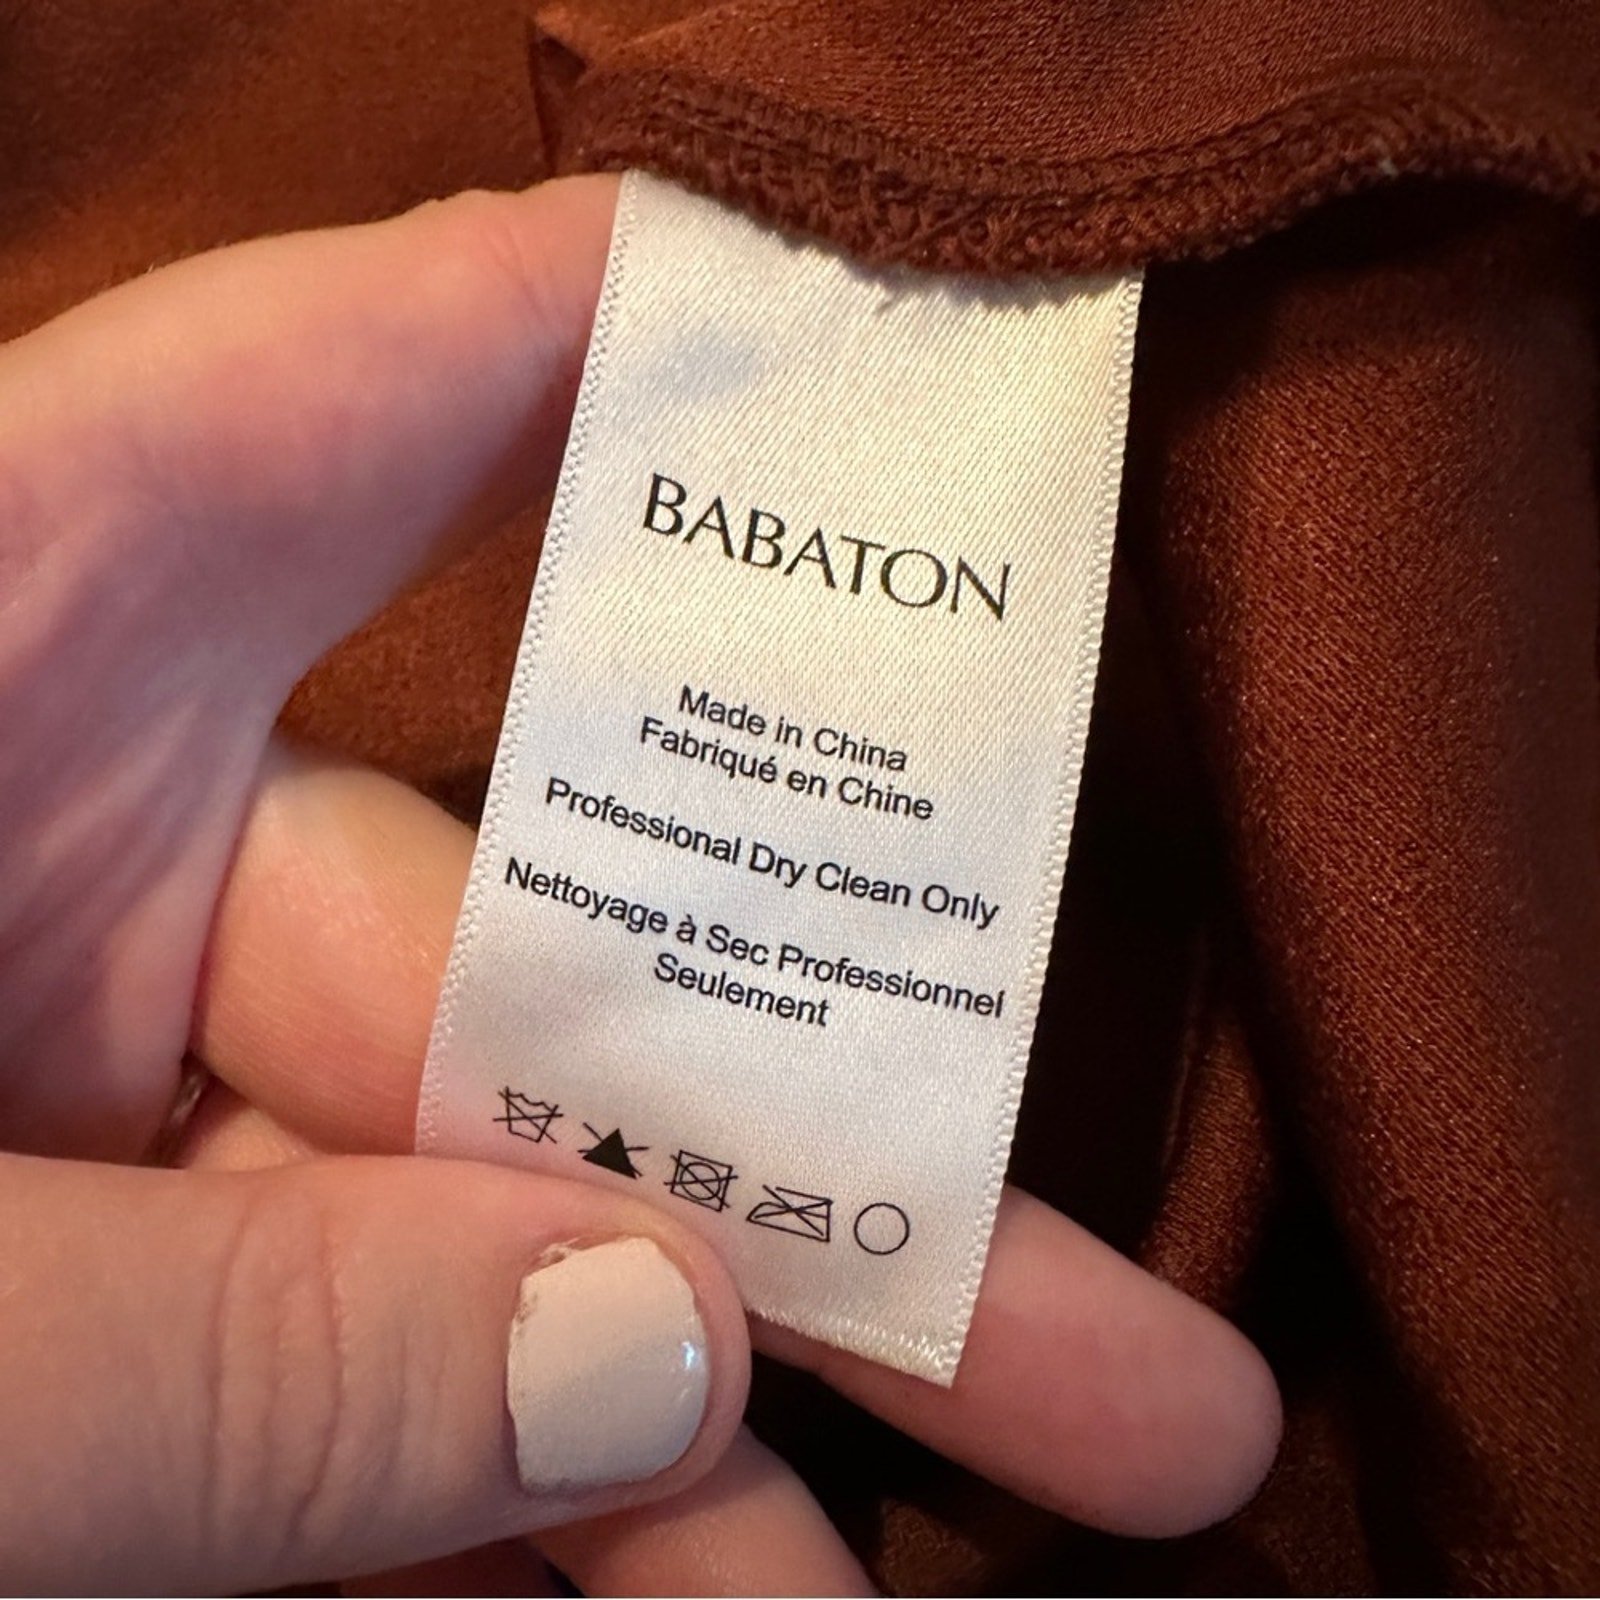 BABATON
Made in China
Fabriqué en Chine
Professional Dry Clean Only
Nettoyage à Sec Professionnel
Seulement